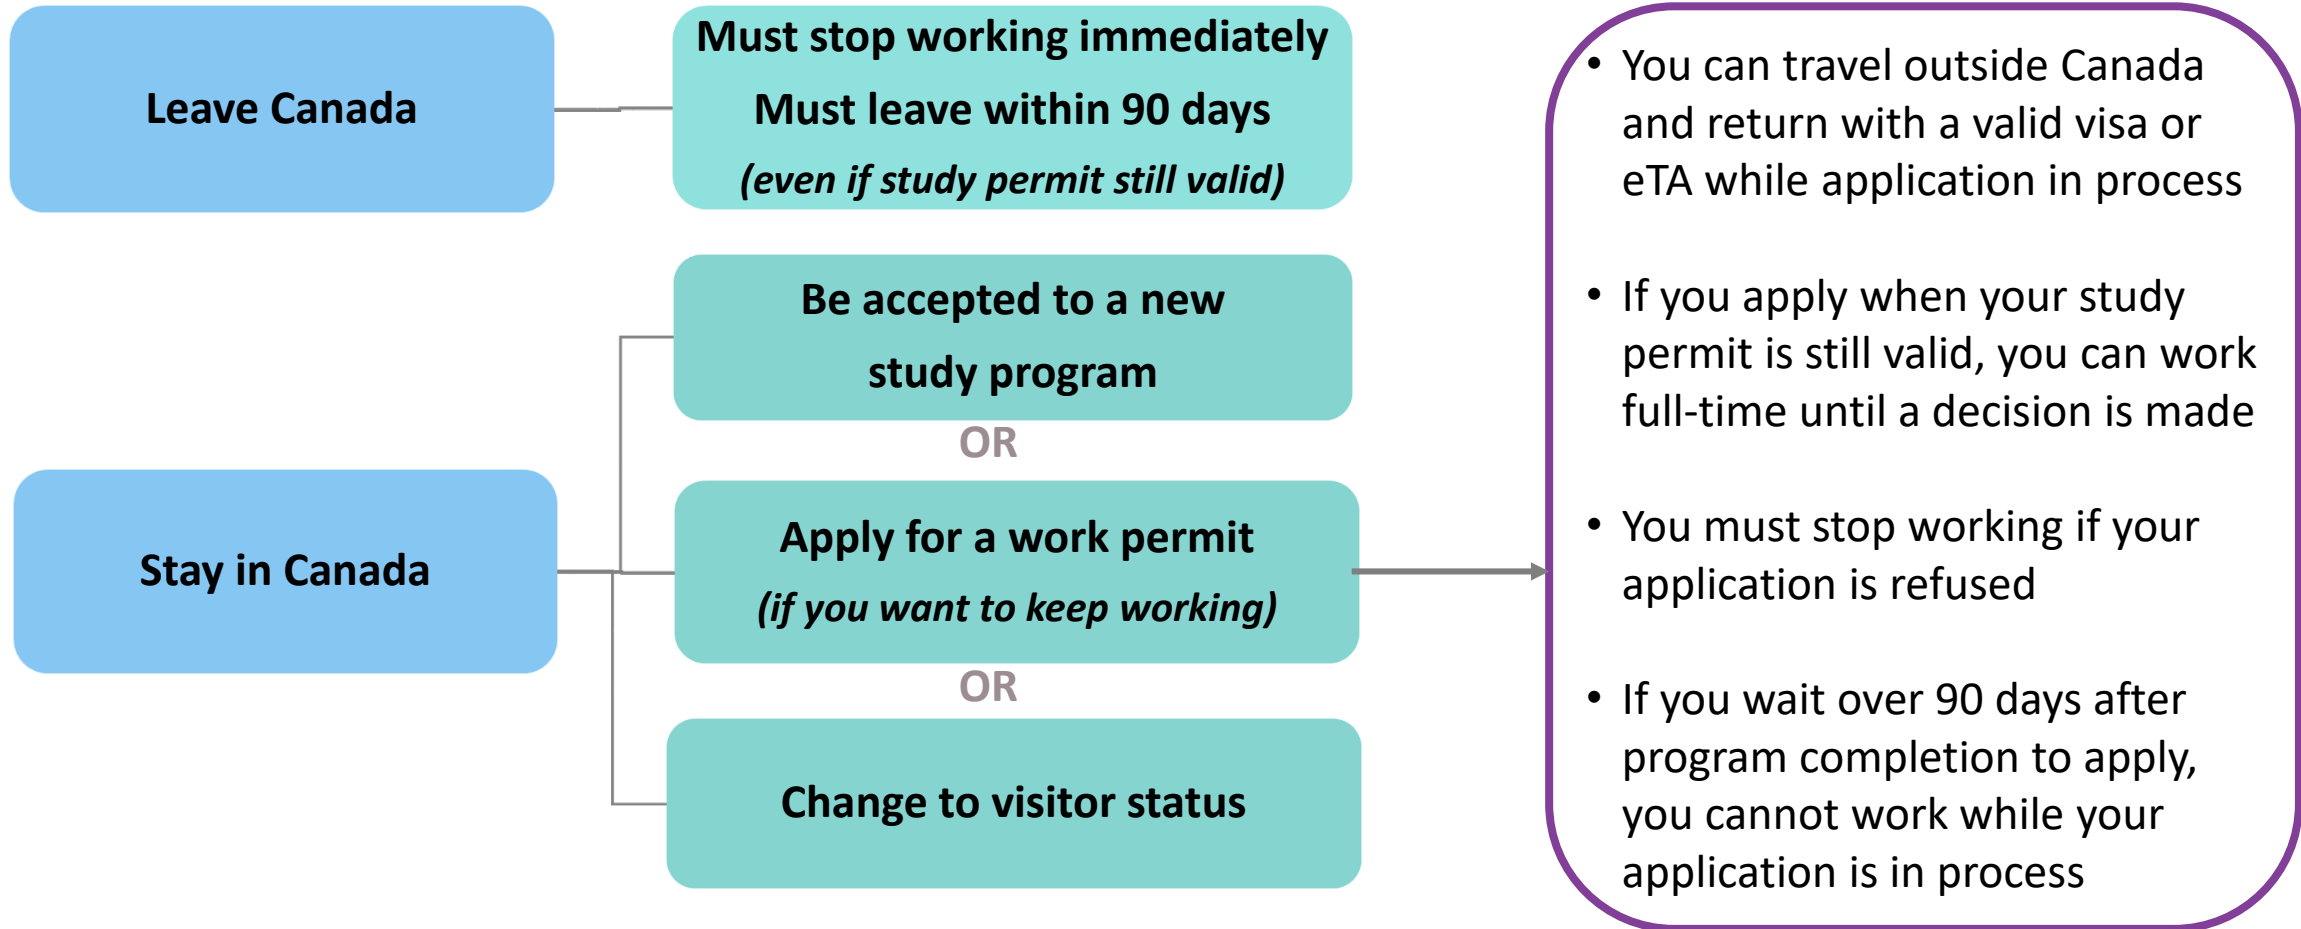 Leave Canada
Must stop working immediately
Must leave within 90 days
(even if study permit still valid)
Stay in Canada
Be accepted to a new
study program
OR
Apply for a work permit
(if you want to keep working)
OR
Change to visitor status
• You can travel outside Canada
and return with a valid visa or
eTA while application in process
• If you apply when your study
permit is still valid, you can work
full-time until a decision is made
• You must stop working if your
application is refused
• If you wait over 90 days after
program completion to apply,
you cannot work while your
application is in process